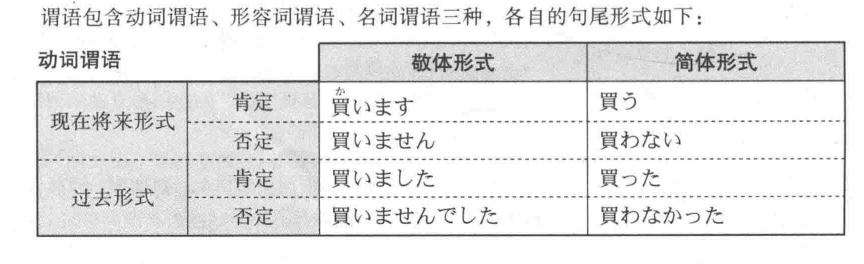 谓语包含动词谓语、形容词谓语、名词谓语三种，各自的句尾形式如下：
动词谓语 敬体形式 简体形式
现在将来形式 肯定 買（か）います 買う
否定 買いません 買わない
过去形式 肯定 買いました 買った
否定 買いませんでした 買わなかった